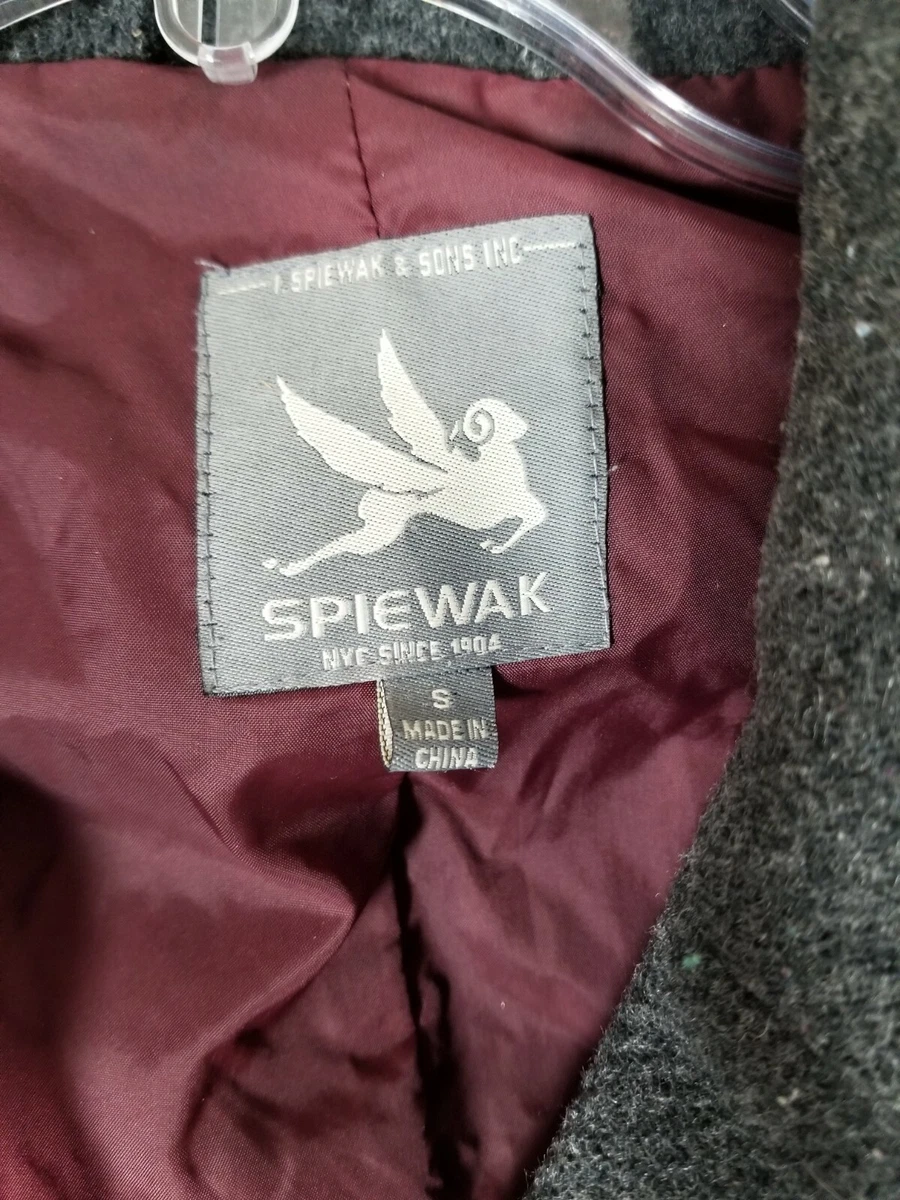 I. SPIEWAK & SONS INC
SPIEWAK
NYC SINCE 1904
S
MADE IN
CHINA